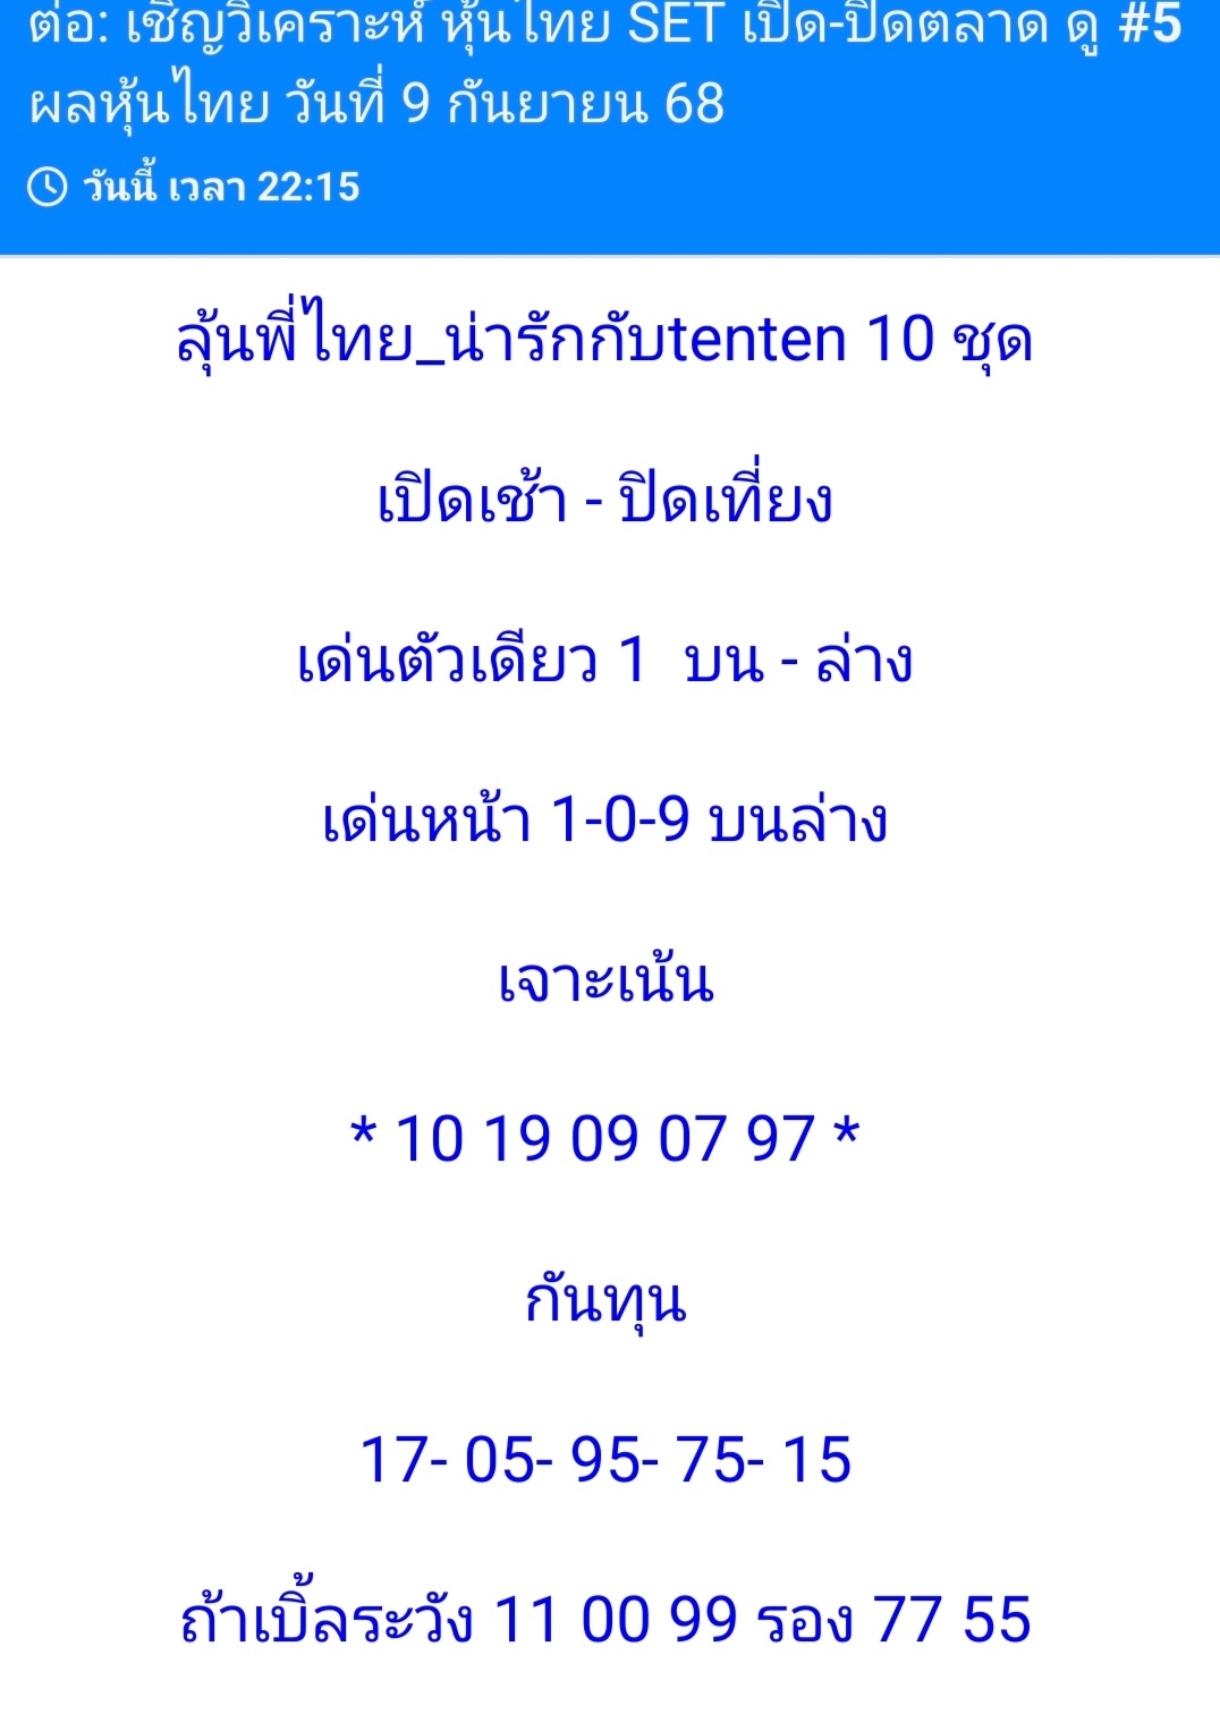 ต่อ: เชิญวิเคราะห์ หุ้นไทย SET เปิด-ปิดตลาด ดู #5
ผลหุ้นไทย วันที่ 9 กันยายน 68
วันนี้ เวลา 22:15
ลุ้นพี่ไทย_น่ารักกับtenten 10 ชุด
เปิดเช้า - ปิดเที่ยง
เด่นตัวเดียว 1 บน - ล่าง
เด่นหน้า 1-0-9 บนล่าง
เจาะเน้น
* 10 19 09 07 97 *
กันทุน
17- 05- 95- 75- 15
ถ้าเบิ้ลระวัง 11 00 99 รอง 77 55